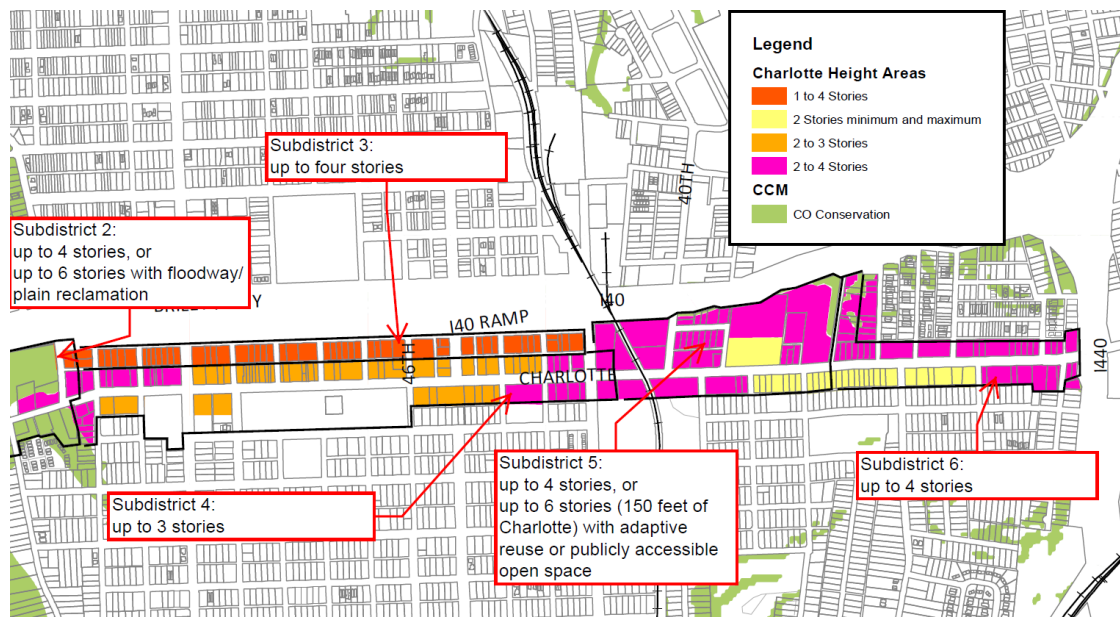 Legend
Charlotte Height Areas
1 to 4 Stories
2 Stories minimum and maximum
2 to 3 Stories
2 to 4 Stories
CCM
CO Conservation
Subdistrict 3:
up to four stories
40TH
Subdistrict 2:
up to 4 stories, or
up to 6 stories with floodway/
plain reclamation
I40
I40 RAMP
46TH
CHARLOTTE
I440
Subdistrict 5:
up to 4 stories, or
up to 6 stories (150 feet of
Charlotte) with adaptive
reuse or publicly accessible
open space
Subdistrict 6:
up to 4 stories
Subdistrict 4:
up to 3 stories